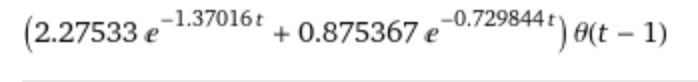 (2.27533 e^{-1.37016 t} + 0.875367 e^{-0.729844 t}) θ(t − 1)